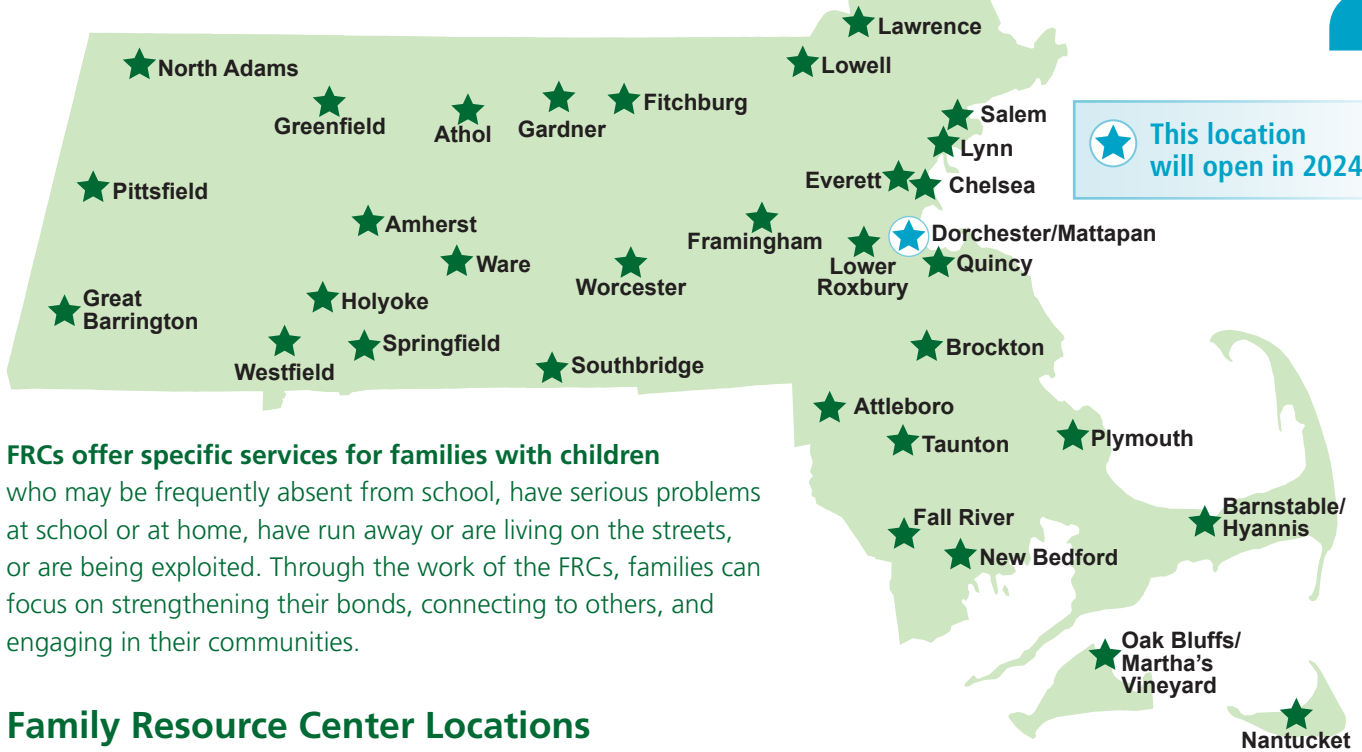 Lawrence
North Adams
Lowell
Greenfield
Athol
Gardner
Fitchburg
Salem
Lynn
This location
will open in 2024
Everett
Chelsea
Pittsfield
Amherst
Framingham
Dorchester/Mattapan
Ware
Worcester
Lower
Roxbury
Quincy
Great
Barrington
Holyoke
Westfield
Springfield
Southbridge
Brockton
Attleboro
Taunton
Plymouth
Fall River
New Bedford
Barnstable/
Hyannis
Oak Bluffs/
Martha's
Vineyard
Nantucket
FRCs offer specific services for families with children
who may be frequently absent from school, have serious problems
at school or at home, have run away or are living on the streets,
or are being exploited. Through the work of the FRCs, families can
focus on strengthening their bonds, connecting to others, and
engaging in their communities.
Family Resource Center Locations